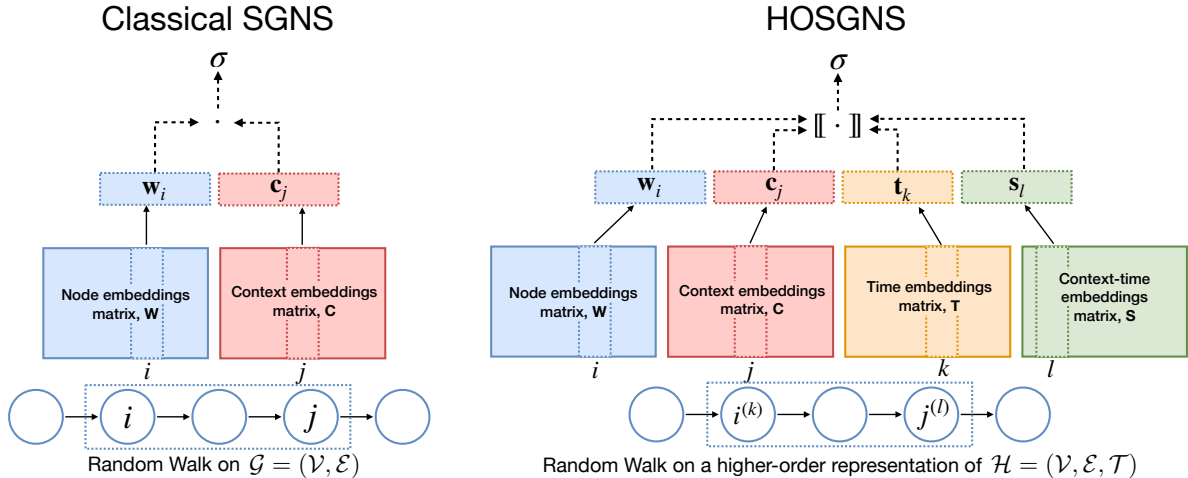 Classical SGNS
σ
·
w_i
c_j
Node embeddings
matrix, W
Context embeddings
matrix, C
i
j
i
j
Random Walk on 𝒢 = (𝒱, ℰ)
HOSGNS
σ
⟦ · ⟧
w_i
c_j
t_k
s_l
Node embeddings
matrix, W
Context embeddings
matrix, C
Time embeddings
matrix, T
Context-time
embeddings
matrix, S
i
j
k
l
i^(k)
j^(l)
Random Walk on a higher-order representation of ℋ = (𝒱, ℰ, 𝒯)